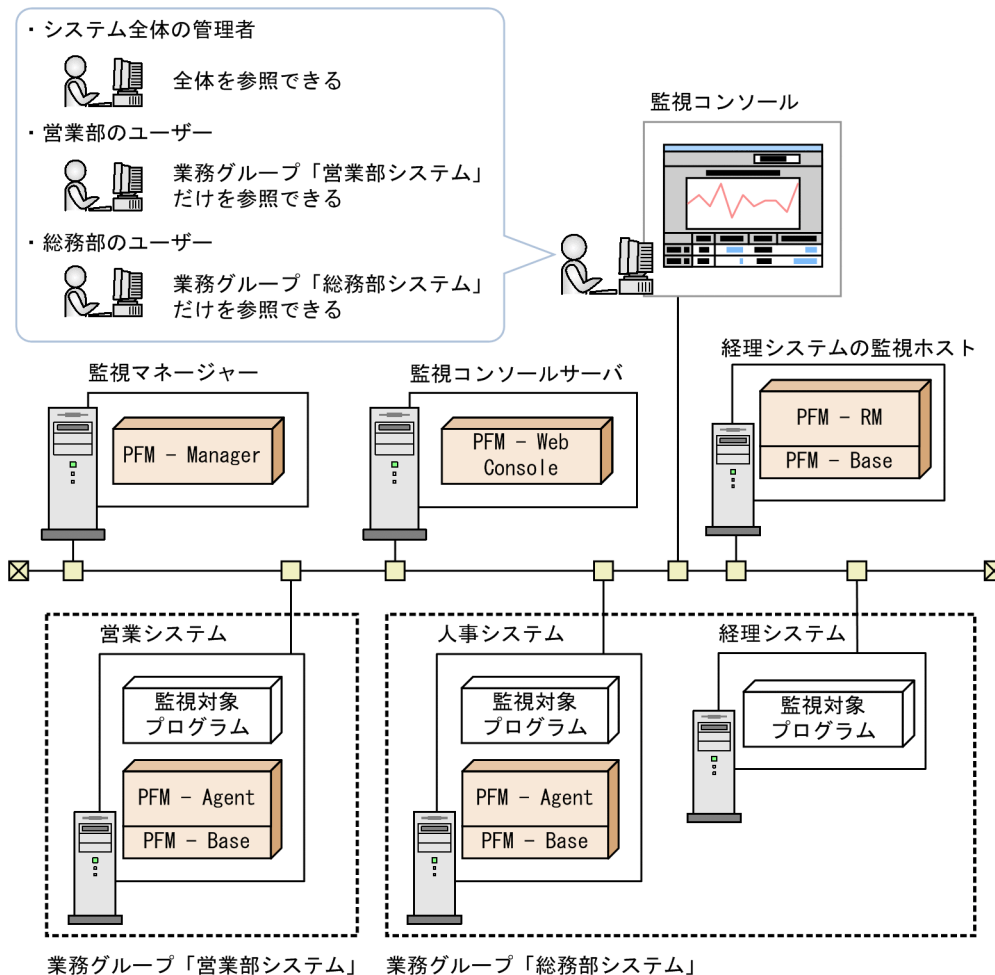 ・システム全体の管理者
全体を参照できる
・営業部のユーザー
業務グループ「営業部システム」
だけを参照できる
・総務部のユーザー
業務グループ「総務部システム」
だけを参照できる
監視コンソール
監視マネージャー
PFM － Manager
監視コンソールサーバ
PFM － Web
Console
経理システムの監視ホスト
PFM － RM
PFM － Base
営業システム
監視対象
プログラム
PFM － Agent
PFM － Base
人事システム
監視対象
プログラム
PFM － Agent
PFM － Base
経理システム
監視対象
プログラム
業務グループ「営業部システム」
業務グループ「総務部システム」